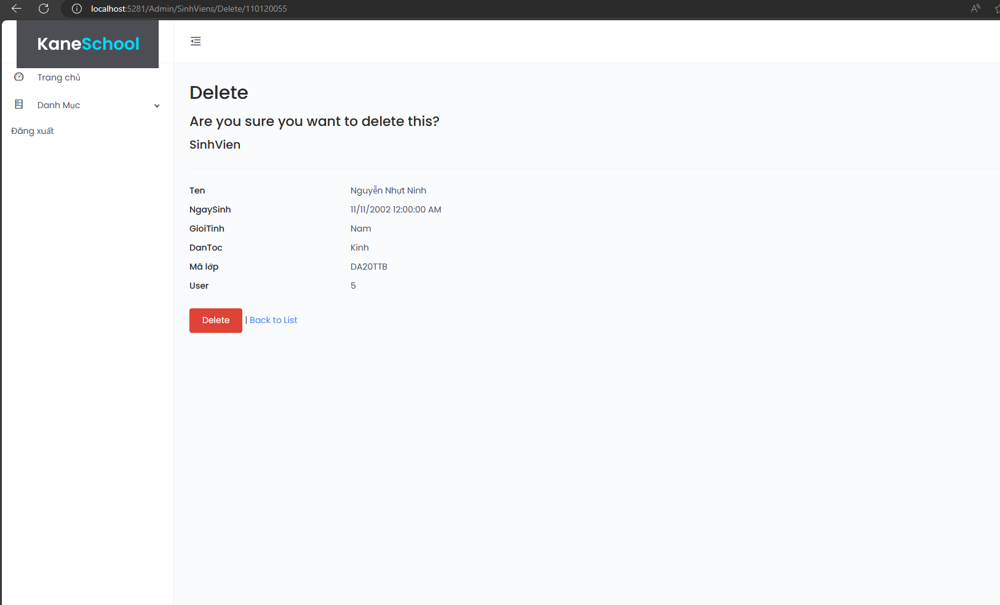 localhost:5281/Admin/SinhViens/Delete/110120055
KaneSchool
Trang chủ
Danh Mục
Đăng xuất
Delete
Are you sure you want to delete this?
SinhVien
Ten Nguyễn Nhựt Ninh
NgaySinh 11/11/2002 12:00:00 AM
GioiTinh Nam
DanToc Kinh
Mã lớp DA20TTB
User 5
Delete | Back to List